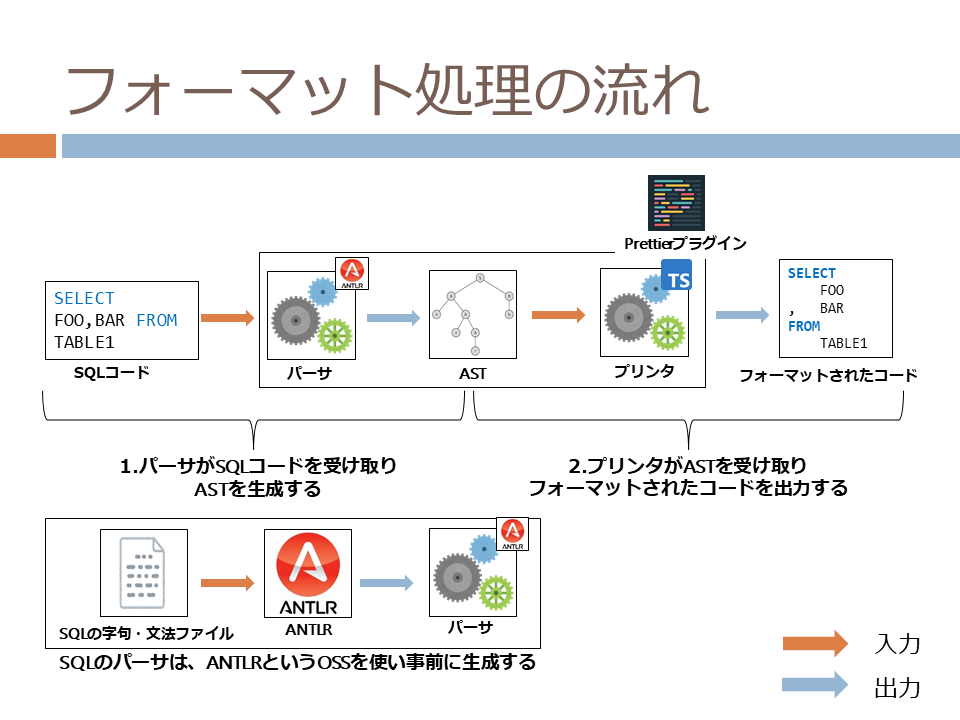 フォーマット処理の流れ
Prettierプラグイン
SELECT
FOO,BAR FROM
TABLE1
SQLコード
ANTLR
パーサ
AST
TS
プリンタ
SELECT
FOO
, BAR
FROM
TABLE1
フォーマットされたコード
1.パーサがSQLコードを受け取り
ASTを生成する
2.プリンタがASTを受け取り
フォーマットされたコードを出力する
SQLの字句・文法ファイル
ANTLR
ANTLR
ANTLR
パーサ
SQLのパーサは、ANTLRというOSSを使い事前に生成する
入力
出力